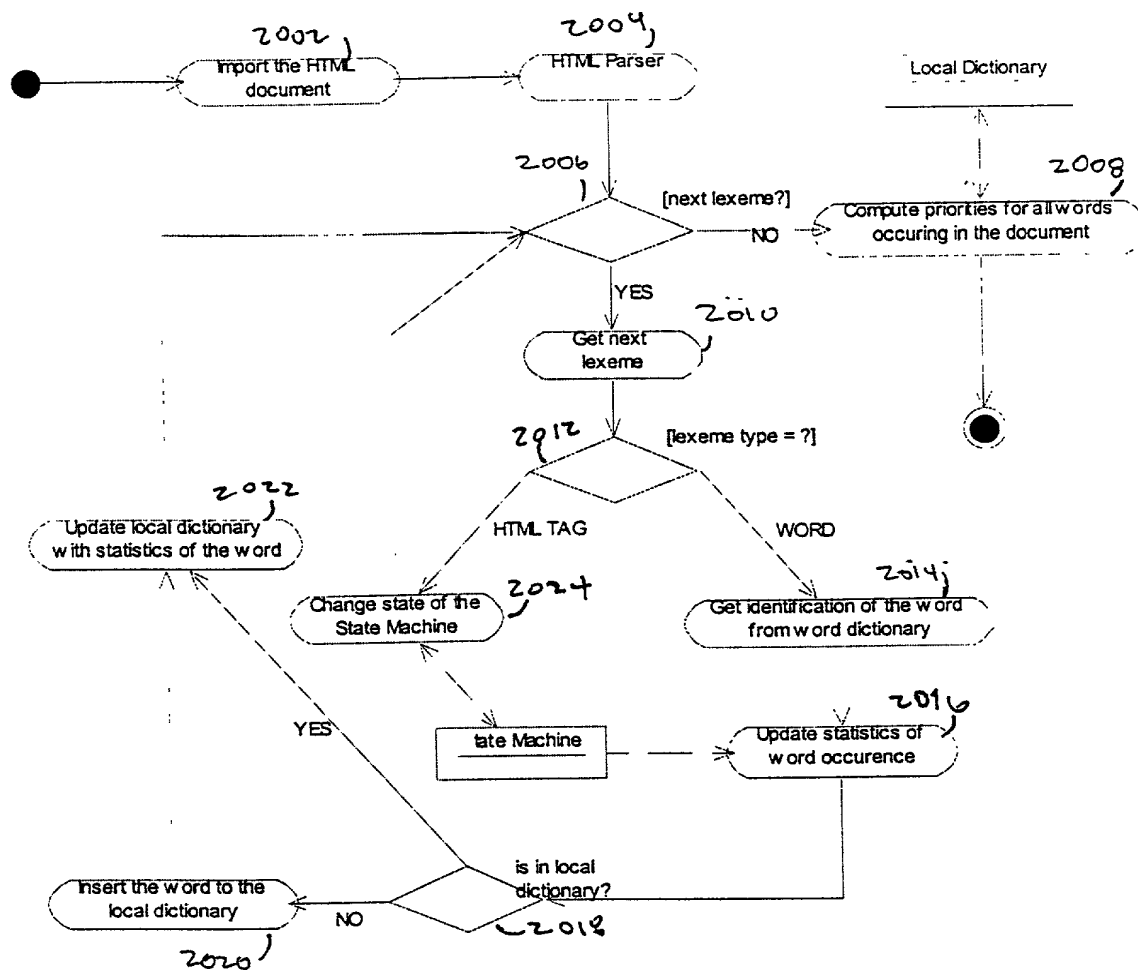 2002
Import the HTML
document
2004
HTML Parser
Local Dictionary
2006
[next lexeme?]
NO
2008
Compute priorities for all words
occuring in the document
YES
2010
Get next
lexeme
2012
[lexeme type = ?]
HTML TAG
WORD
2022
Update local dictionary
with statistics of the word
2024
Change state of the
State Machine
2014
Get identification of the word
from word dictionary
YES
tate Machine
2016
Update statistics of
word occurence
is in local
dictionary?
2018
NO
Insert the word to the
local dictionary
2020